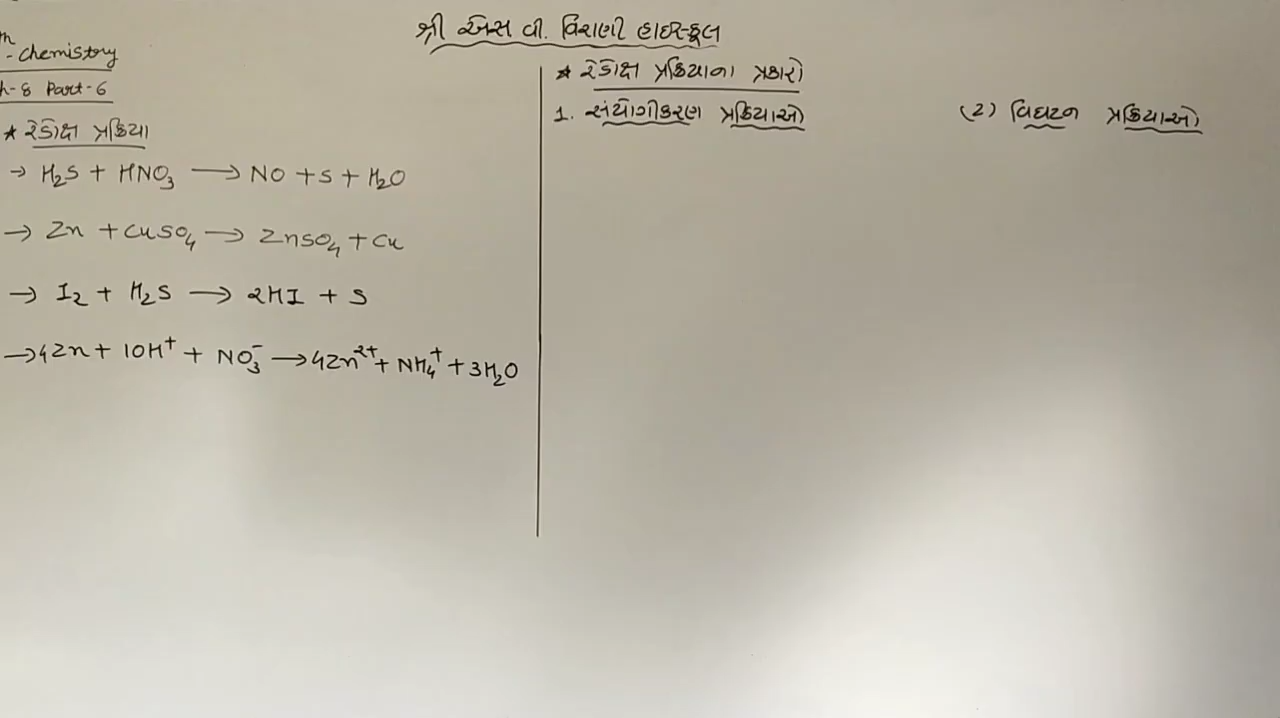 શ્રી એસ વી. વિરાણી હાઇસ્કૂલ
th
- chemistry
h-8 Part-6
* રેડોક્ષ પ્રક્રિયા
→ H₂S + HNO₃ ⟶ NO + S + H₂O
→ Zn + CuSO₄ ⟶ ZnSO₄ + Cu
→ I₂ + H₂S ⟶ 2HI + S
→ 4Zn + 10H⁺ + NO₃⁻ ⟶ 4Zn²⁺ + NH₄⁺ + 3H₂O
* રેડોક્ષ પ્રક્રિયાના પ્રકારો
1. સંયોગીકરણ પ્રક્રિયાઓ
(2) વિઘટન પ્રક્રિયાઓ